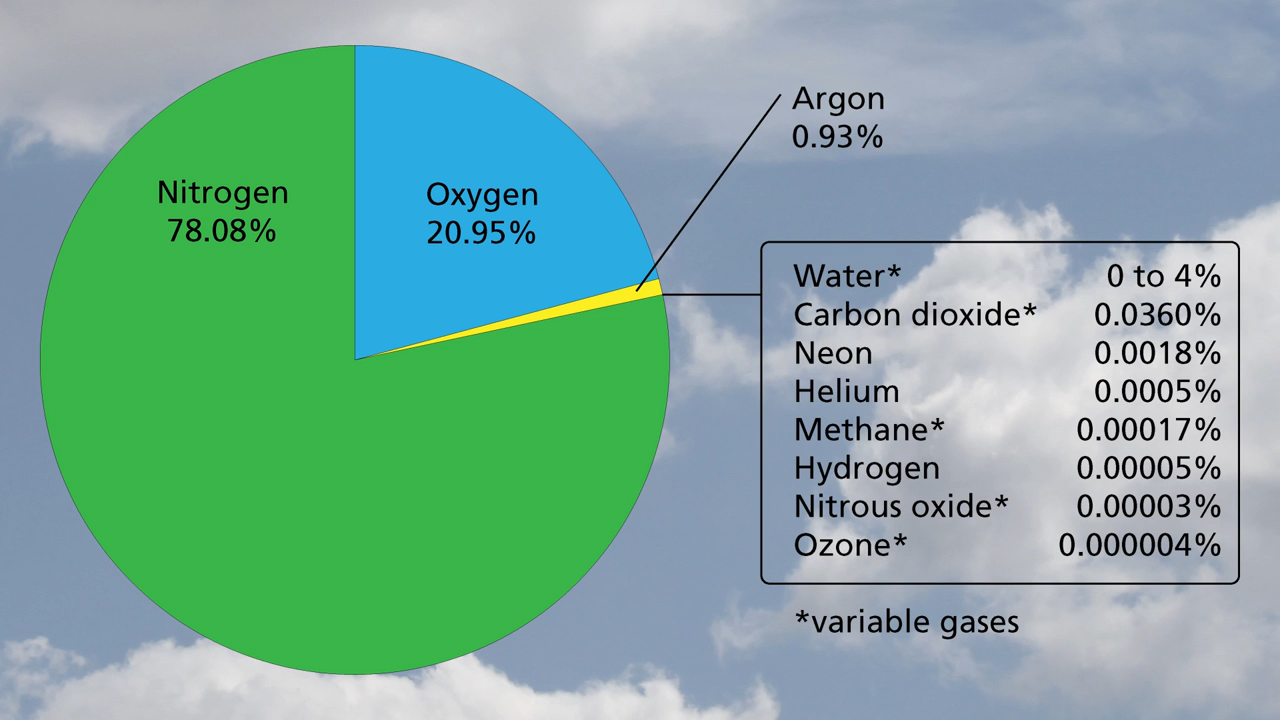 Nitrogen
78.08%
Oxygen
20.95%
Argon
0.93%
Water* 0 to 4%
Carbon dioxide* 0.0360%
Neon 0.0018%
Helium 0.0005%
Methane* 0.00017%
Hydrogen 0.00005%
Nitrous oxide* 0.00003%
Ozone* 0.000004%
*variable gases